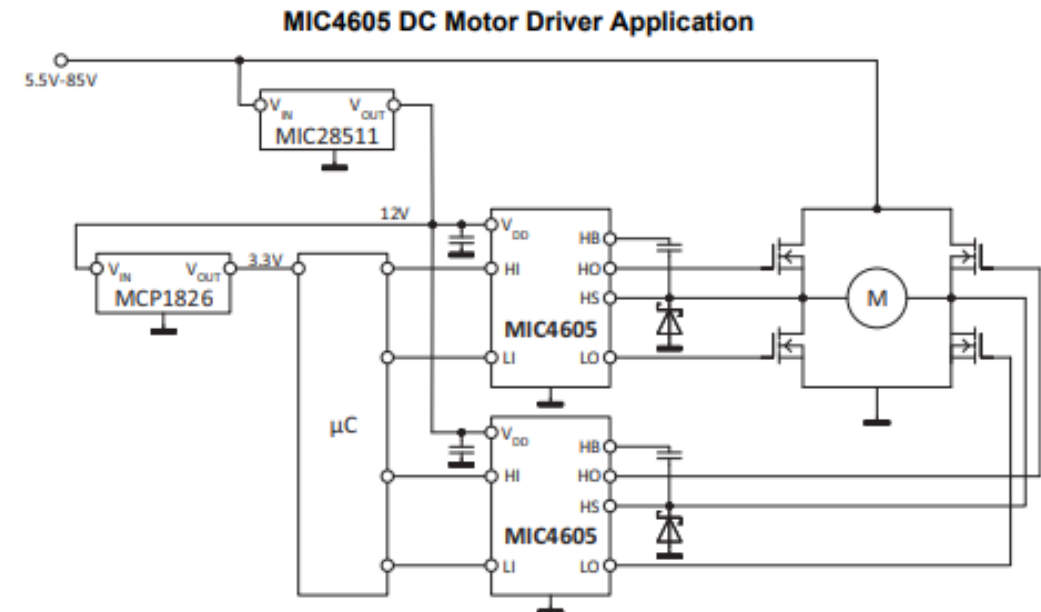 MIC4605 DC Motor Driver Application
5.5V-85V
VIN VOUT
MIC28511
12V
VIN VOUT
MCP1826
3.3V
µC
VDD
HI
LI
HB
HO
HS
LO
MIC4605
M
VDD
HI
LI
HB
HO
HS
LO
MIC4605